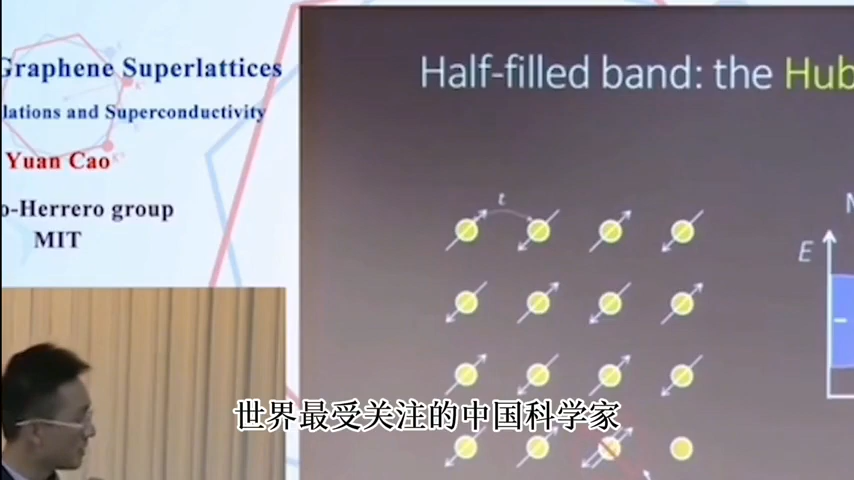 Graphene Superlattices
lations and Superconductivity
Yuan Cao
o-Herrero group
MIT
Half-filled band: the Hub
t
E
世界最受关注的中国科学家